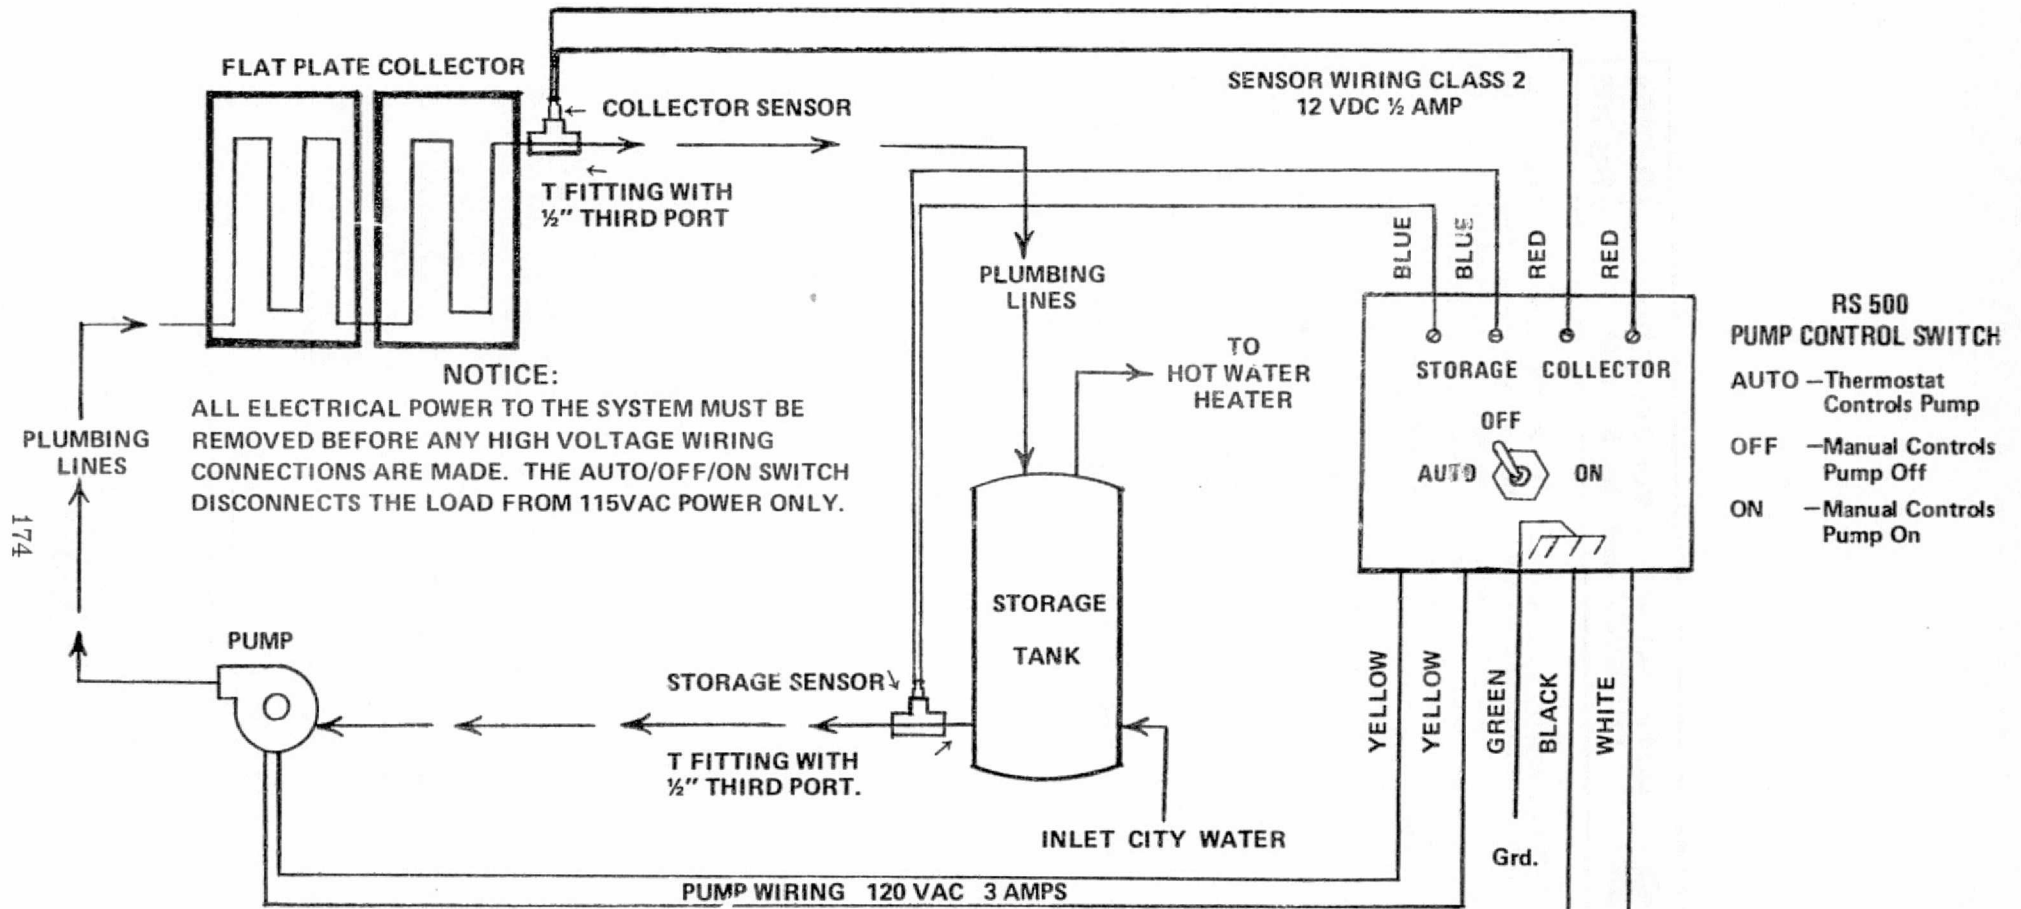 FLAT PLATE COLLECTOR
COLLECTOR SENSOR
T FITTING WITH
½" THIRD PORT
SENSOR WIRING CLASS 2
12 VDC ½ AMP
PLUMBING
LINES
BLUE
BLUE
RED
RED
RS 500
PUMP CONTROL SWITCH
AUTO —Thermostat
Controls Pump
OFF —Manual Controls
Pump Off
ON —Manual Controls
Pump On
STORAGE COLLECTOR
OFF
AUTO
ON
TO
HOT WATER
HEATER
NOTICE:
ALL ELECTRICAL POWER TO THE SYSTEM MUST BE
REMOVED BEFORE ANY HIGH VOLTAGE WIRING
CONNECTIONS ARE MADE. THE AUTO/OFF/ON SWITCH
DISCONNECTS THE LOAD FROM 115VAC POWER ONLY.
PLUMBING
LINES
174
PUMP
STORAGE
TANK
STORAGE SENSOR
T FITTING WITH
½" THIRD PORT.
INLET CITY WATER
YELLOW
YELLOW
GREEN
BLACK
WHITE
Grd.
PUMP WIRING 120 VAC 3 AMPS